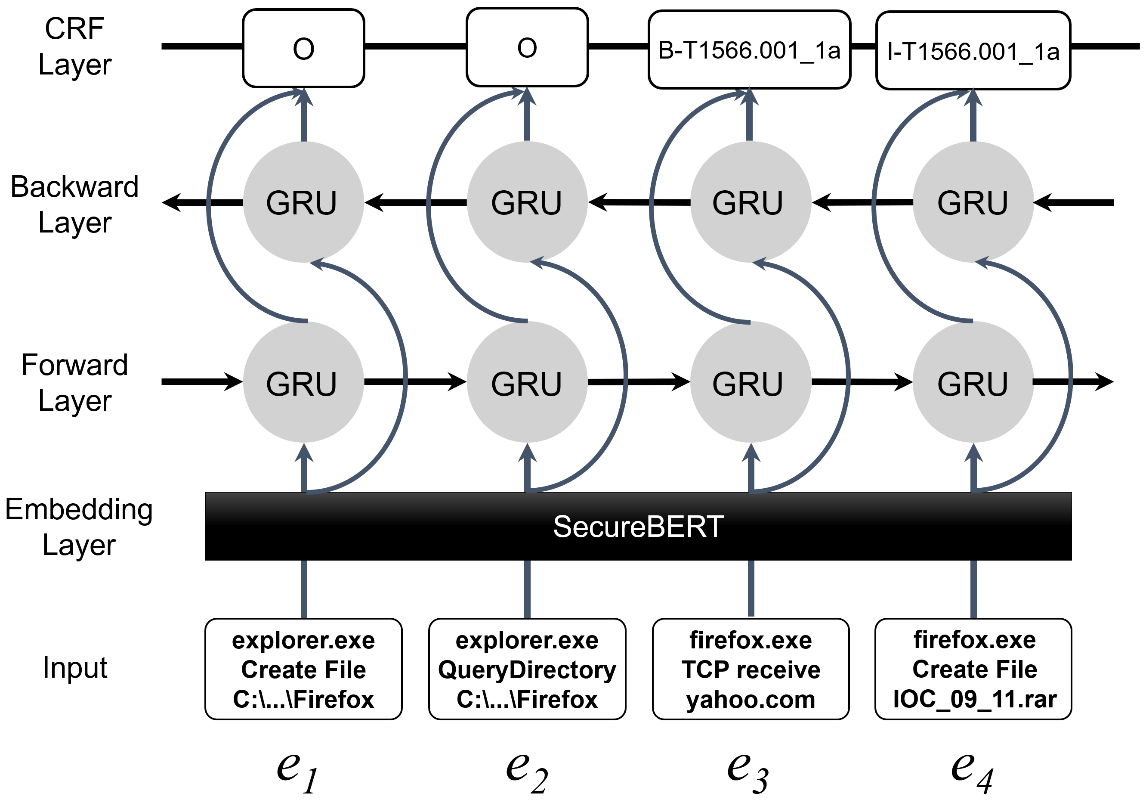 CRF
Layer
O
O
B-T1566.001_1a
I-T1566.001_1a
Backward
Layer
GRU
GRU
GRU
GRU
Forward
Layer
GRU
GRU
GRU
GRU
Embedding
Layer
SecureBERT
Input
explorer.exe
Create File
C:\...\Firefox
explorer.exe
QueryDirectory
C:\...\Firefox
firefox.exe
TCP receive
yahoo.com
firefox.exe
Create File
IOC_09_11.rar
e1
e2
e3
e4